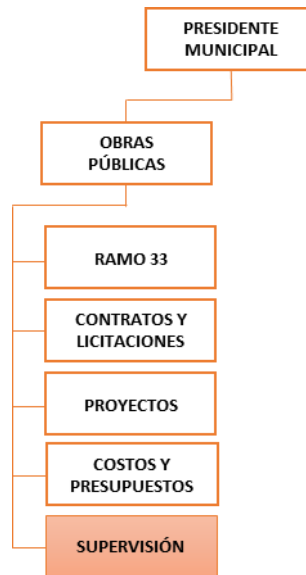 PRESIDENTE
MUNICIPAL
OBRAS
PÚBLICAS
RAMO 33
CONTRATOS Y
LICITACIONES
PROYECTOS
COSTOS Y
PRESUPUESTOS
SUPERVISIÓN